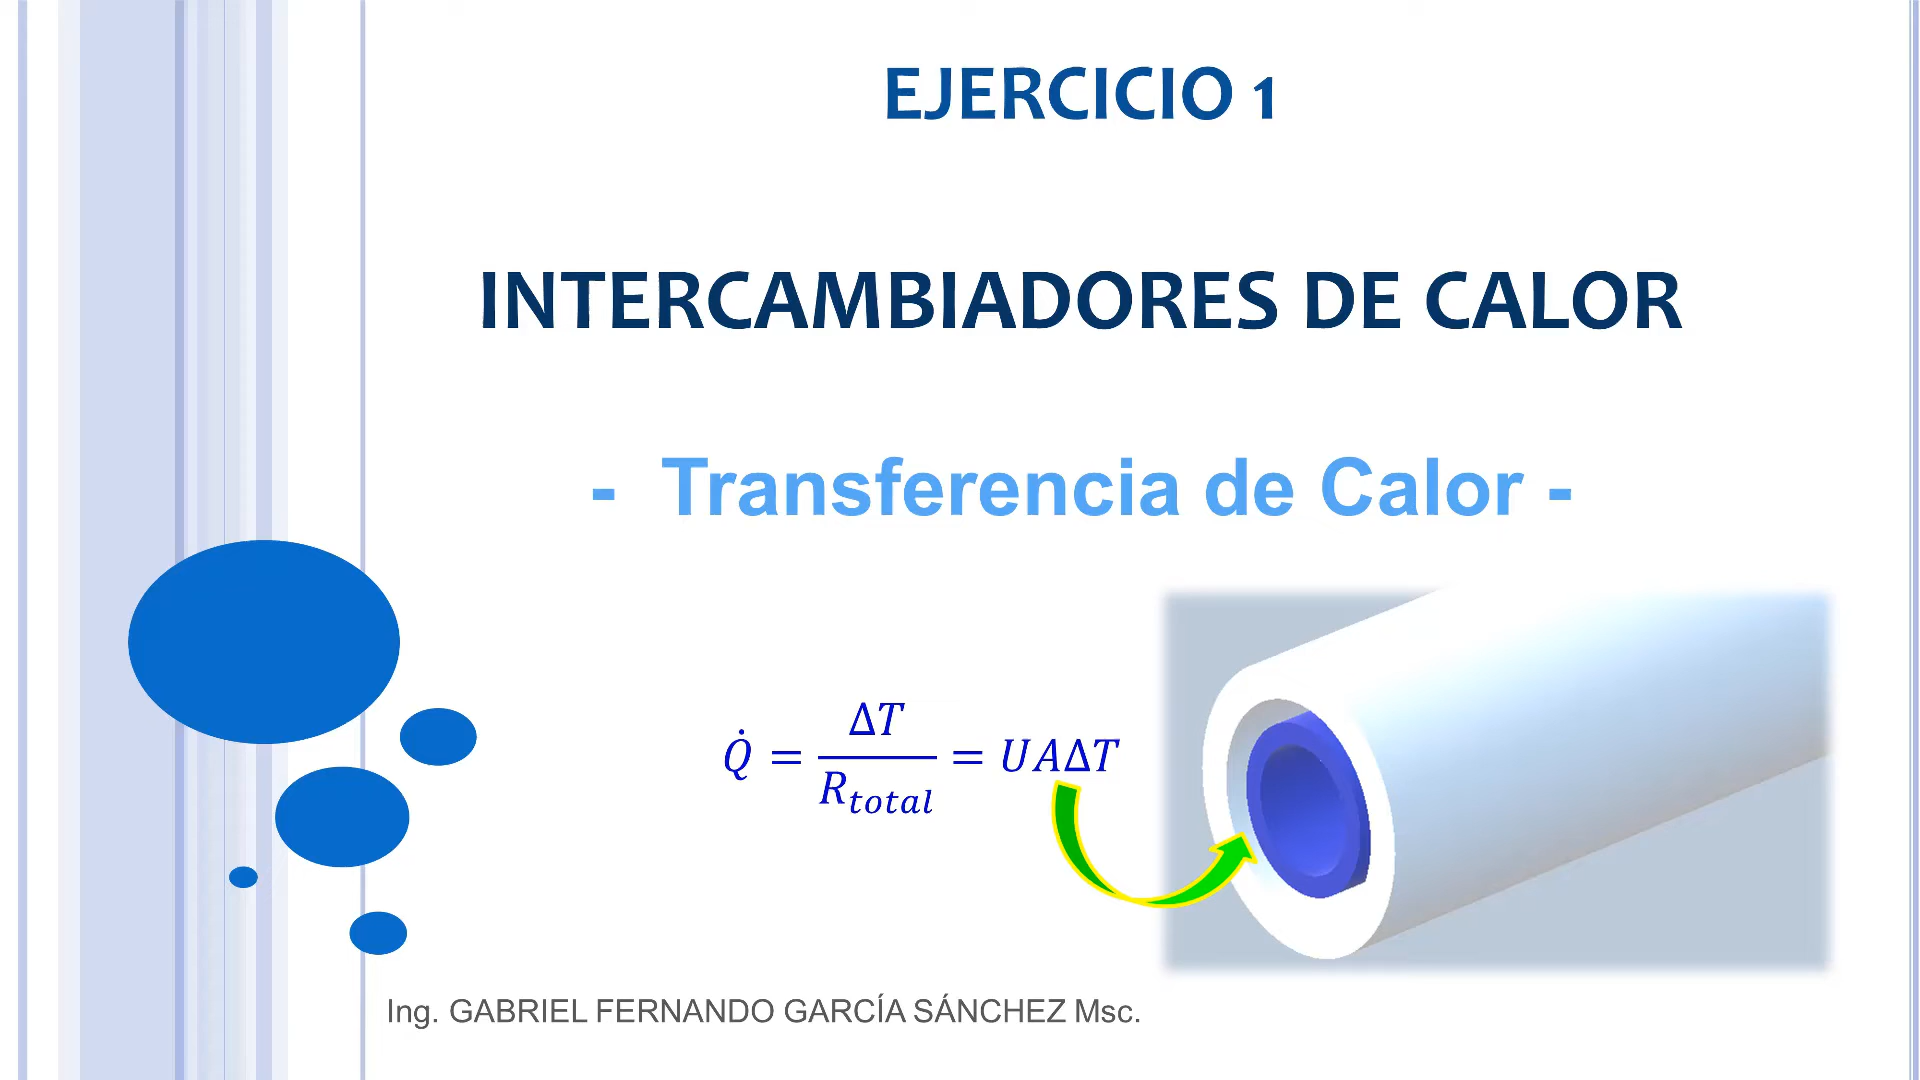 EJERCICIO 1
INTERCAMBIADORES DE CALOR
- Transferencia de Calor -
Q̇ = ΔT / R_total = UAΔT
Ing. GABRIEL FERNANDO GARCÍA SÁNCHEZ Msc.